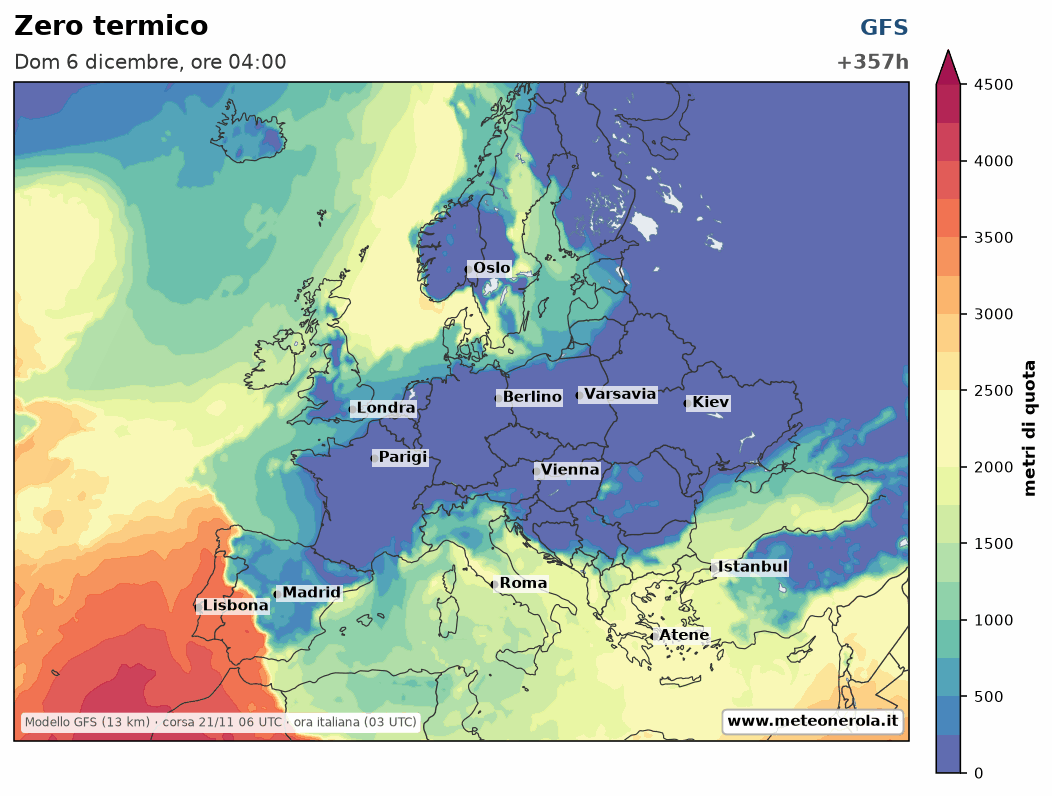 Zero termico
GFS
Dom 6 dicembre, ore 04:00
+357h
Oslo
Londra
Berlino
Varsavia
Kiev
Parigi
Vienna
Madrid
Lisbona
Roma
Istanbul
Atene
Modello GFS (13 km) · corsa 21/11 06 UTC · ora italiana (03 UTC)
www.meteonerola.it
4500
4000
3500
3000
2500
2000
1500
1000
500
0
metri di quota